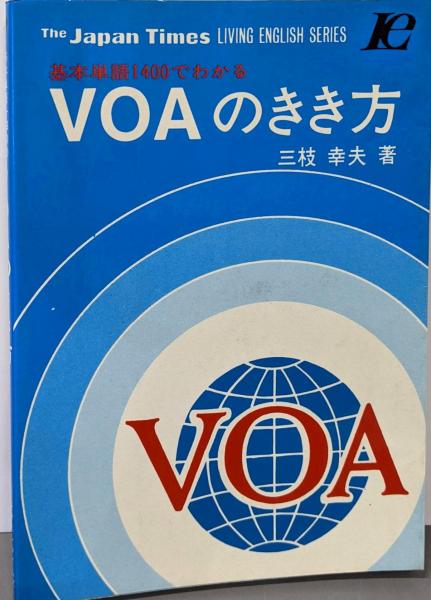 The Japan Times LIVING ENGLISH SERIES
le
基本単語1400でわかる
VOAのきき方
三枝 幸夫 著
VOA